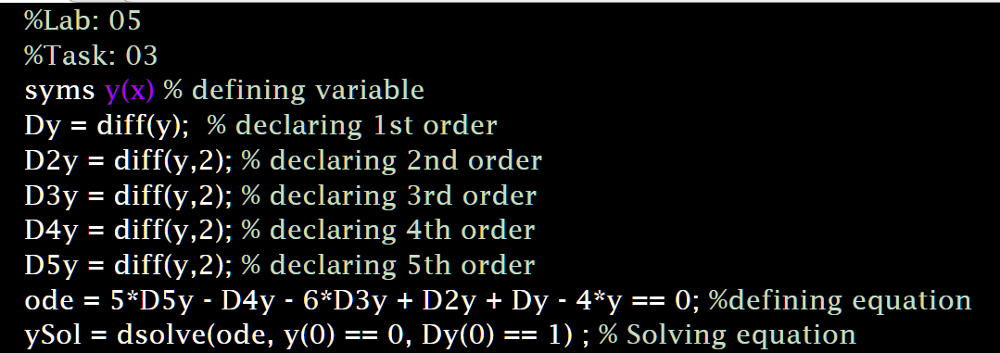 %Lab: 05
%Task: 03
syms y(x) % defining variable
Dy = diff(y);  % declaring 1st order
D2y = diff(y,2); % declaring 2nd order
D3y = diff(y,2); % declaring 3rd order
D4y = diff(y,2); % declaring 4th order
D5y = diff(y,2); % declaring 5th order
ode = 5*D5y - D4y - 6*D3y + D2y + Dy - 4*y == 0; %defining equation
ySol = dsolve(ode, y(0) == 0, Dy(0) == 1) ; % Solving equation